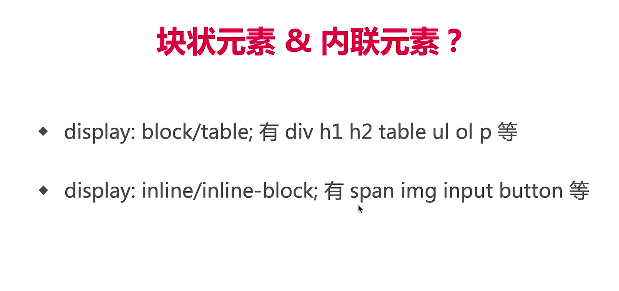 块状元素 & 内联元素？
display: block/table; 有 div h1 h2 table ul ol p 等
display: inline/inline-block; 有 span img input button 等